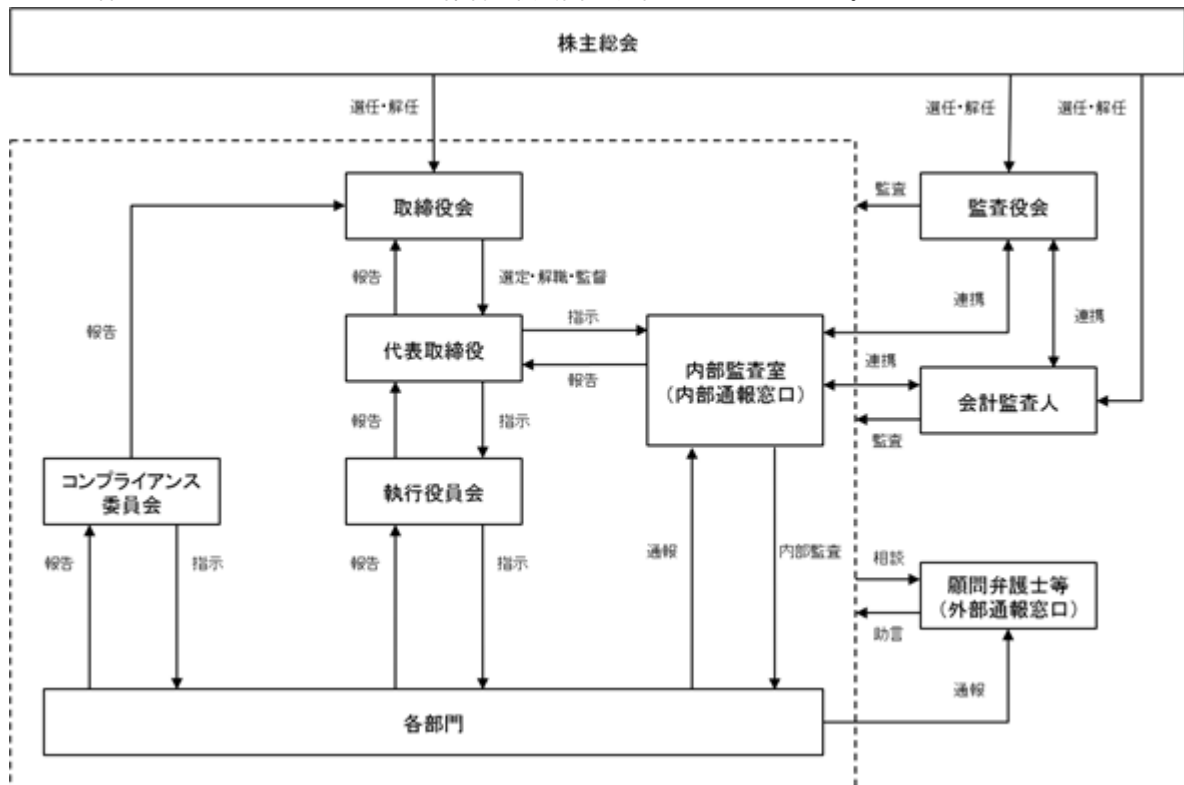 株主総会
選任・解任
選任・解任
選任・解任
取締役会
監査
監査役会
報告
選定・解職・監督
連携
連携
報告
代表取締役
指示
報告
内部監査室
(内部通報窓口)
連携
会計監査人
監査
報告
指示
コンプライアンス
委員会
執行役員会
報告
指示
報告
指示
通報
内部監査
相談
顧問弁護士等
(外部通報窓口)
助言
通報
各部門